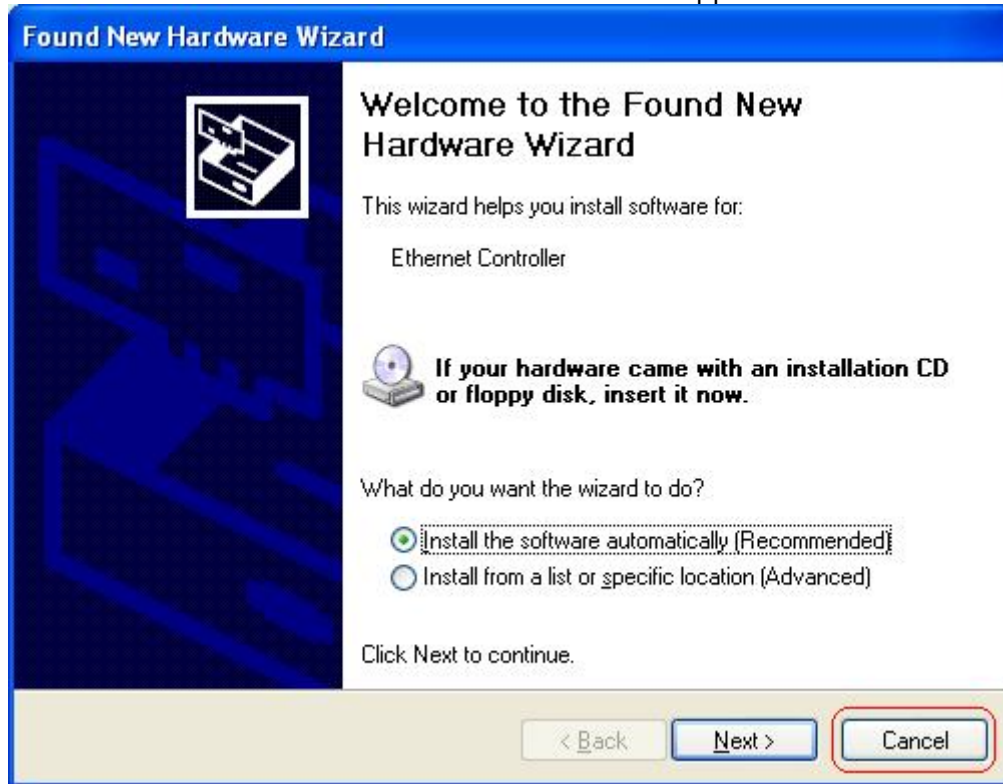 Found New Hardware Wizard
Welcome to the Found New
Hardware Wizard
This wizard helps you install software for:
Ethernet Controller
If your hardware came with an installation CD
or floppy disk, insert it now.
What do you want the wizard to do?
Install the software automatically (Recommended)
Install from a list or specific location (Advanced)
Click Next to continue.
< Back Next > Cancel